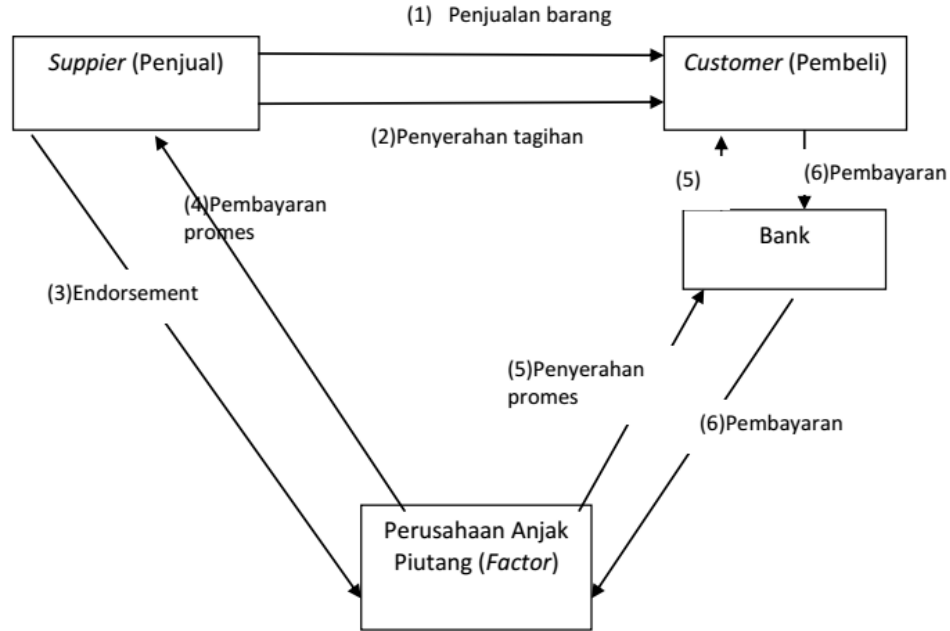 (1) Penjualan barang
Suppier (Penjual)
Customer (Pembeli)
(2)Penyerahan tagihan
(5)
(6)Pembayaran
(4)Pembayaran
promes
Bank
(3)Endorsement
(5)Penyerahan
promes
(6)Pembayaran
Perusahaan Anjak
Piutang (Factor)